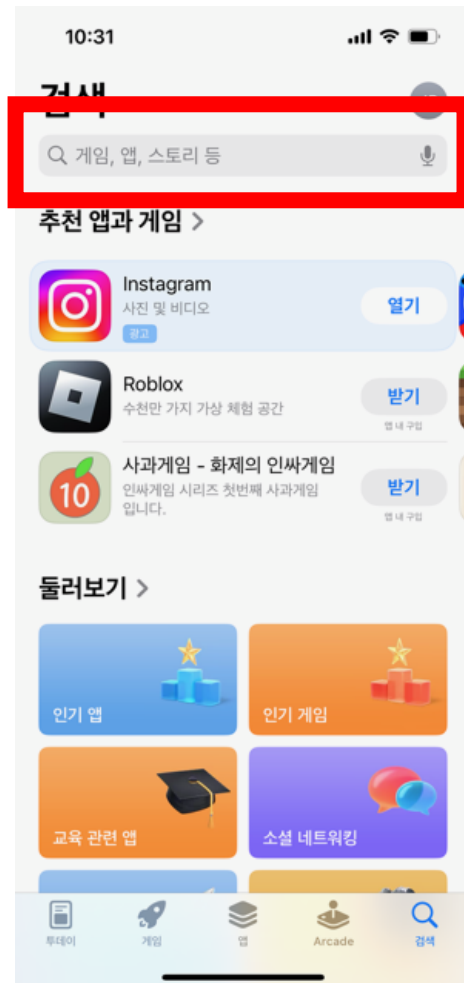 10:31
검색
게임, 앱, 스토리 등
추천 앱과 게임 >
Instagram
사진 및 비디오
열기
광고
Roblox
수천만 가지 가상 체험 공간
받기
앱 내 구입
사과게임 - 화제의 인싸게임
인싸게임 시리즈 첫번째 사과게임
입니다.
받기
앱 내 구입
10
둘러보기 >
인기 앱
인기 게임
교육 관련 앱
소셜 네트워킹
투데이
게임
앱
Arcade
검색